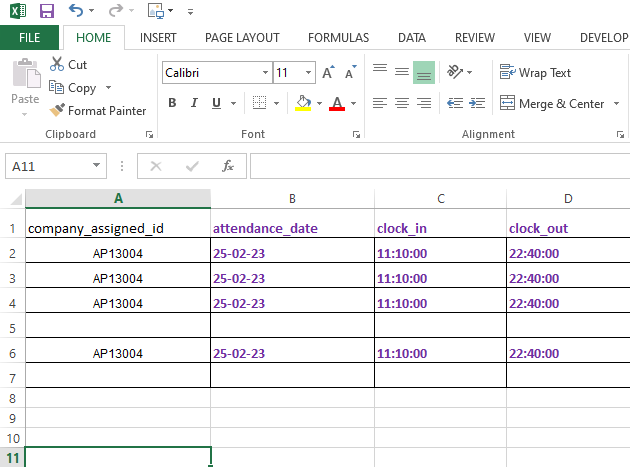 FILE HOME INSERT PAGE LAYOUT FORMULAS DATA REVIEW VIEW DEVELOP
Paste
Cut
Copy
Format Painter
Clipboard
Calibri 11
A A
B I U A
Font
Wrap Text
Merge & Center
Alignment
A11 fx
A B C D
1 company_assigned_id attendance_date clock_in clock_out
2 AP13004 25-02-23 11:10:00 22:40:00
3 AP13004 25-02-23 11:10:00 22:40:00
4 AP13004 25-02-23 11:10:00 22:40:00
5
6 AP13004 25-02-23 11:10:00 22:40:00
7
8
9
10
11